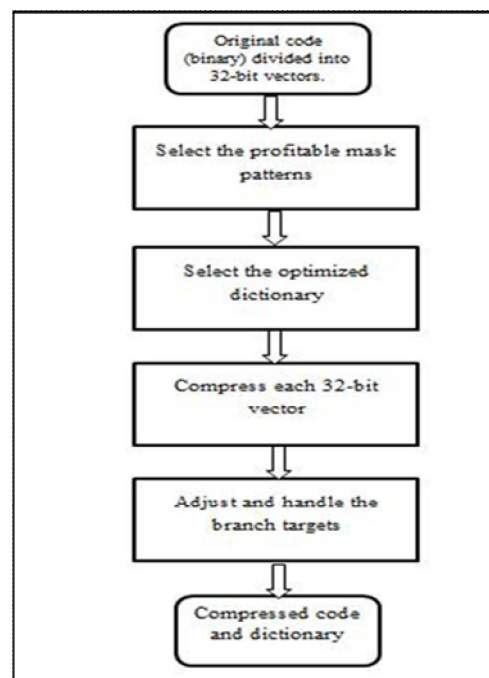 Original code
(binary) divided into
32-bit vectors.
Select the profitable mask
patterns
Select the optimized
dictionary
Compress each 32-bit
vector
Adjust and handle the
branch targets
Compressed code
and dictionary